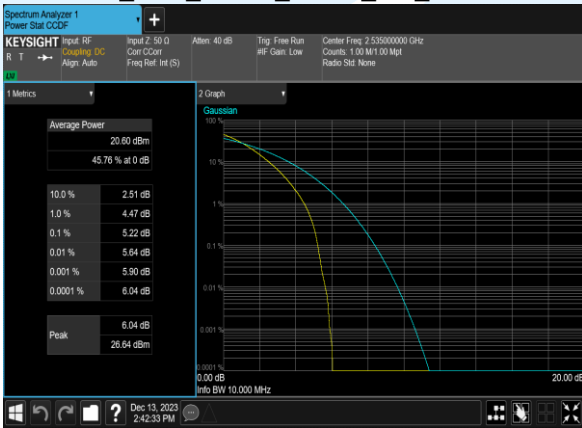 Spectrum Analyzer 1
Power Stat CCDF
+
KEYSIGHT
R T
LXI
Input: RF
Coupling: DC
Align: Auto
Input Z: 50 Ω
Corr CCorr
Freq Ref: Int (S)
Atten: 40 dB
Trig: Free Run
#IF Gain: Low
Center Freq: 2.535000000 GHz
Counts: 1.00 M/1.00 Mpt
Radio Std: None
1 Metrics
Average Power
20.60 dBm
45.76 % at 0 dB
10.0 % 2.51 dB
1.0 % 4.47 dB
0.1 % 5.22 dB
0.01 % 5.64 dB
0.001 % 5.90 dB
0.0001 % 6.04 dB
Peak
6.04 dB
26.64 dBm
2 Graph
Gaussian
100 %
10 %
1 %
0.1 %
0.01 %
0.001 %
0.0001 %
0.00 dB
20.00 dB
Info BW 10.000 MHz
?
Dec 13, 2023
2:42:33 PM